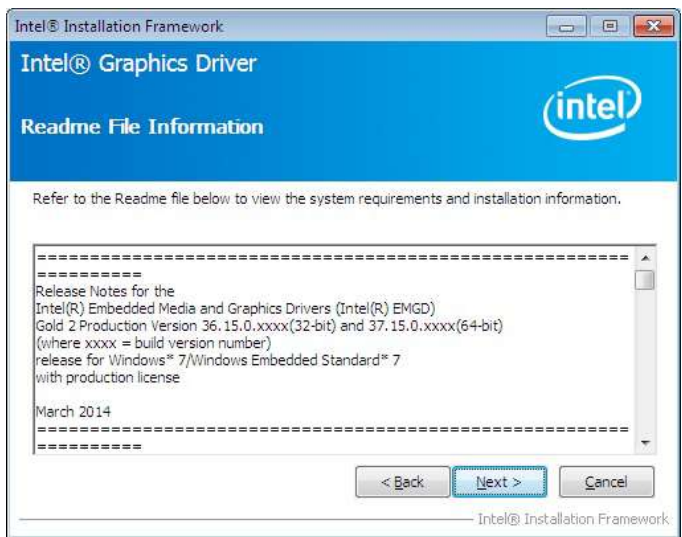 Intel® Installation Framework
Intel® Graphics Driver
Readme File Information
intel
Refer to the Readme file below to view the system requirements and installation information.
========================================================
==========
Release Notes for the
Intel(R) Embedded Media and Graphics Drivers (Intel(R) EMGD)
Gold 2 Production Version 36.15.0.xxxx(32-bit) and 37.15.0.xxxx(64-bit)
(where xxxx = build version number)
release for Windows* 7/Windows Embedded Standard* 7
with production license
March 2014
========================================================
==========
< Back
Next >
Cancel
Intel® Installation Framework